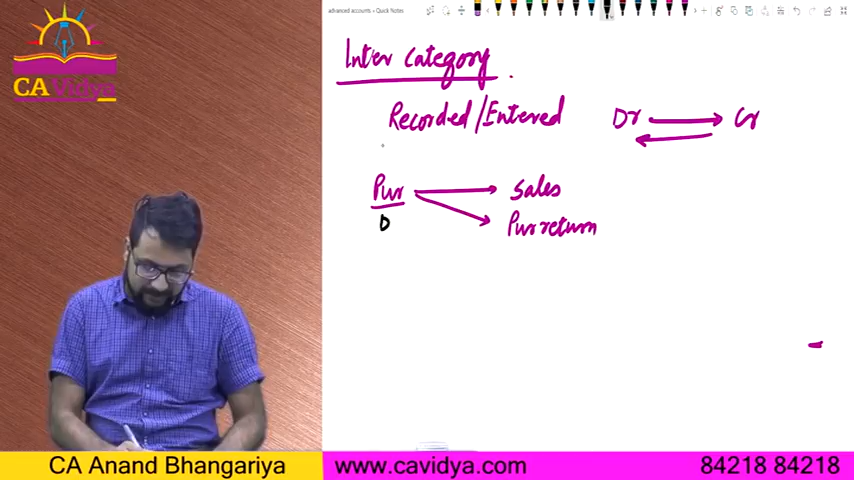 advanced accounts • Quick Notes
CA Vidya
Inter Category
Recorded/Entered Dr Cr
Pur Sales
D Pur return
CA Anand Bhangariya www.cavidya.com 84218 84218